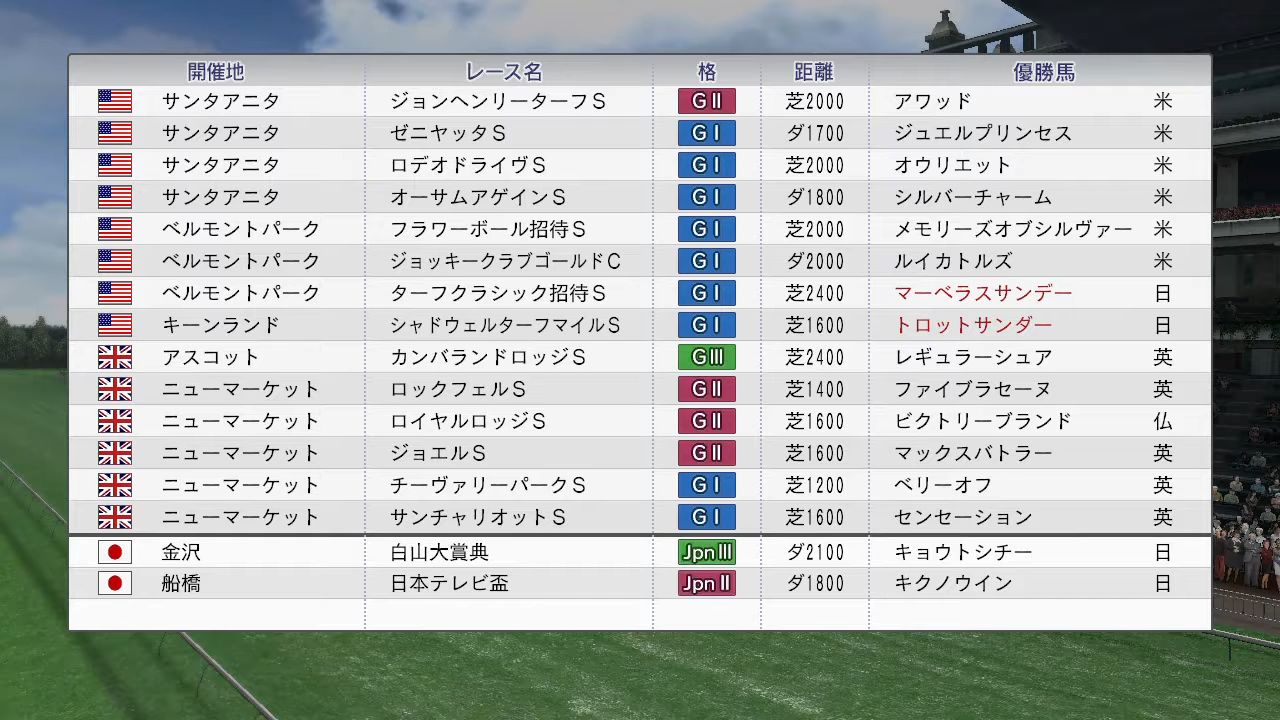 開催地 レース名 格 距離 優勝馬
サンタアニタ ジョンヘンリーターフS GⅡ 芝2000 アワッド 米
サンタアニタ ゼニヤッタS GⅠ ダ1700 ジュエルプリンセス 米
サンタアニタ ロデオドライヴS GⅠ 芝2000 オウリエット 米
サンタアニタ オーサムアゲインS GⅠ ダ1800 シルバーチャーム 米
ベルモントパーク フラワーボール招待S GⅠ 芝2000 メモリーズオブシルヴァー 米
ベルモントパーク ジョッキークラブゴールドC GⅠ ダ2000 ルイカトルズ 米
ベルモントパーク ターフクラシック招待S GⅠ 芝2400 マーベラスサンデー 日
キーンランド シャドウェルターフマイルS GⅠ 芝1600 トロットサンダー 日
アスコット カンバランドロッジS GⅢ 芝2400 レギュラーシュア 英
ニューマーケット ロックフェルS GⅡ 芝1400 ファイブラセーヌ 英
ニューマーケット ロイヤルロッジS GⅡ 芝1600 ビクトリーブランド 仏
ニューマーケット ジョエルS GⅡ 芝1600 マックスバトラー 英
ニューマーケット チーヴァリーパークS GⅠ 芝1200 ベリーオフ 英
ニューマーケット サンチャリオットS GⅠ 芝1600 センセーション 英
金沢 白山大賞典 JpnⅢ ダ2100 キョウトシチー 日
船橋 日本テレビ盃 JpnⅡ ダ1800 キクノウイン 日